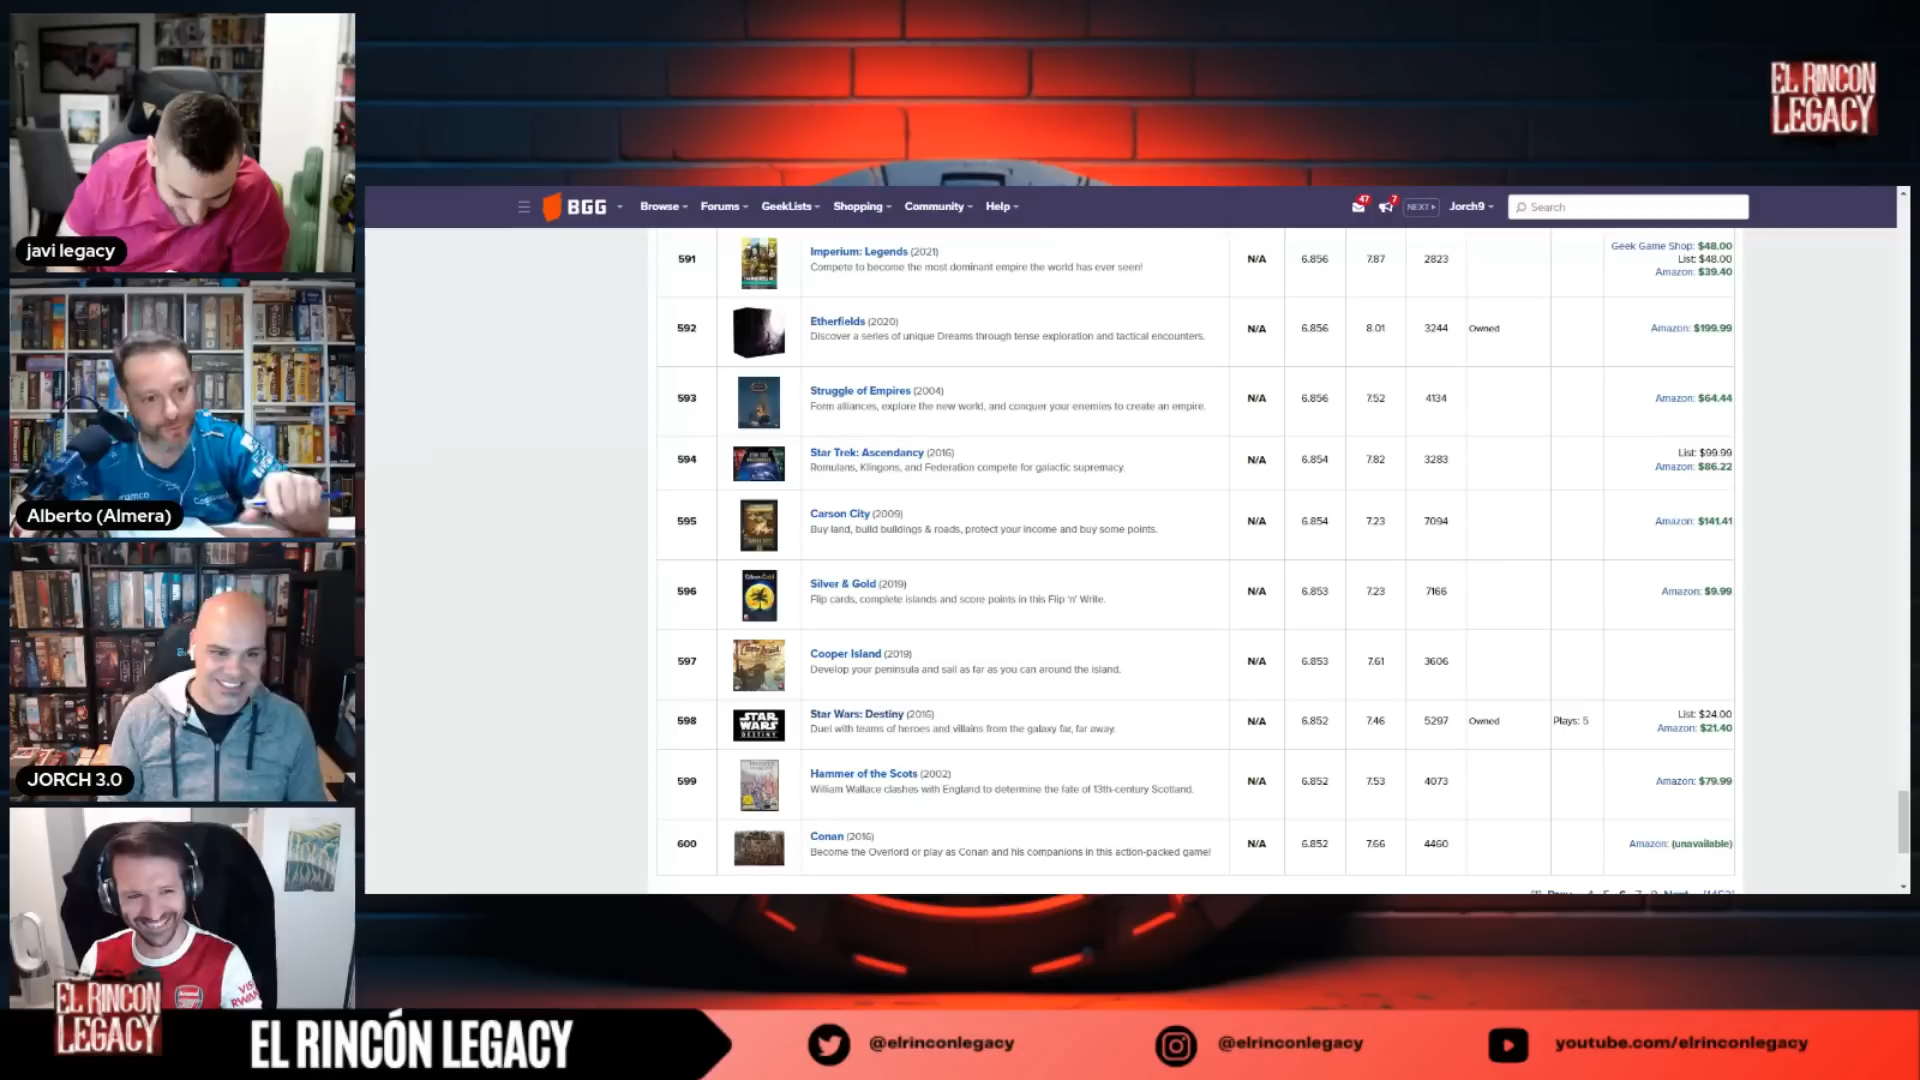 javi legacy
Alberto (Almera)
JORCH 3.0
EL RINCON
LEGACY
BGG
Browse
Forums
GeekLists
Shopping
Community
Help
47
7
NEXT
Jorch9
Search
591
Imperium: Legends (2021)
Compete to become the most dominant empire the world has ever seen!
N/A
6.856
7.87
2823
Geek Game Shop: $48.00
List: $48.00
Amazon: $39.40
592
Etherfields (2020)
Discover a series of unique Dreams through tense exploration and tactical encounters.
N/A
6.856
8.01
3244
Owned
Amazon: $199.99
593
Struggle of Empires (2004)
Form alliances, explore the new world, and conquer your enemies to create an empire.
N/A
6.856
7.52
4134
Amazon: $64.44
594
Star Trek: Ascendancy (2016)
Romulans, Klingons, and Federation compete for galactic supremacy.
N/A
6.854
7.82
3283
List: $99.99
Amazon: $86.22
595
Carson City (2009)
Buy land, build buildings & roads, protect your income and buy some points.
N/A
6.854
7.23
7094
Amazon: $141.41
596
Silver & Gold (2019)
Flip cards, complete islands and score points in this Flip 'n' Write.
N/A
6.853
7.23
7166
Amazon: $9.99
597
Cooper Island (2019)
Develop your peninsula and sail as far as you can around the island.
N/A
6.853
7.61
3606
598
STAR
WARS
DESTINY
Star Wars: Destiny (2016)
Duel with teams of heroes and villains from the galaxy far, far away.
N/A
6.852
7.46
5297
Owned
Plays: 5
List: $24.00
Amazon: $21.40
599
Hammer of the Scots (2002)
William Wallace clashes with England to determine the fate of 13th-century Scotland.
N/A
6.852
7.53
4073
Amazon: $79.99
600
Conan (2016)
Become the Overlord or play as Conan and his companions in this action-packed game!
N/A
6.852
7.66
4460
Amazon: (unavailable)
Arsenal
EL RINCON
LEGACY
EL RINCÓN LEGACY
@elrinconlegacy
@elrinconlegacy
youtube.com/elrinconlegacy